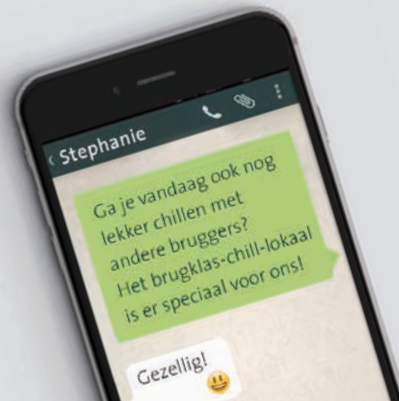 Stephanie
Ga je vandaag ook nog
lekker chillen met
andere bruggers?
Het brugklas-chill-lokaal
is er speciaal voor ons!
Gezellig! 😃